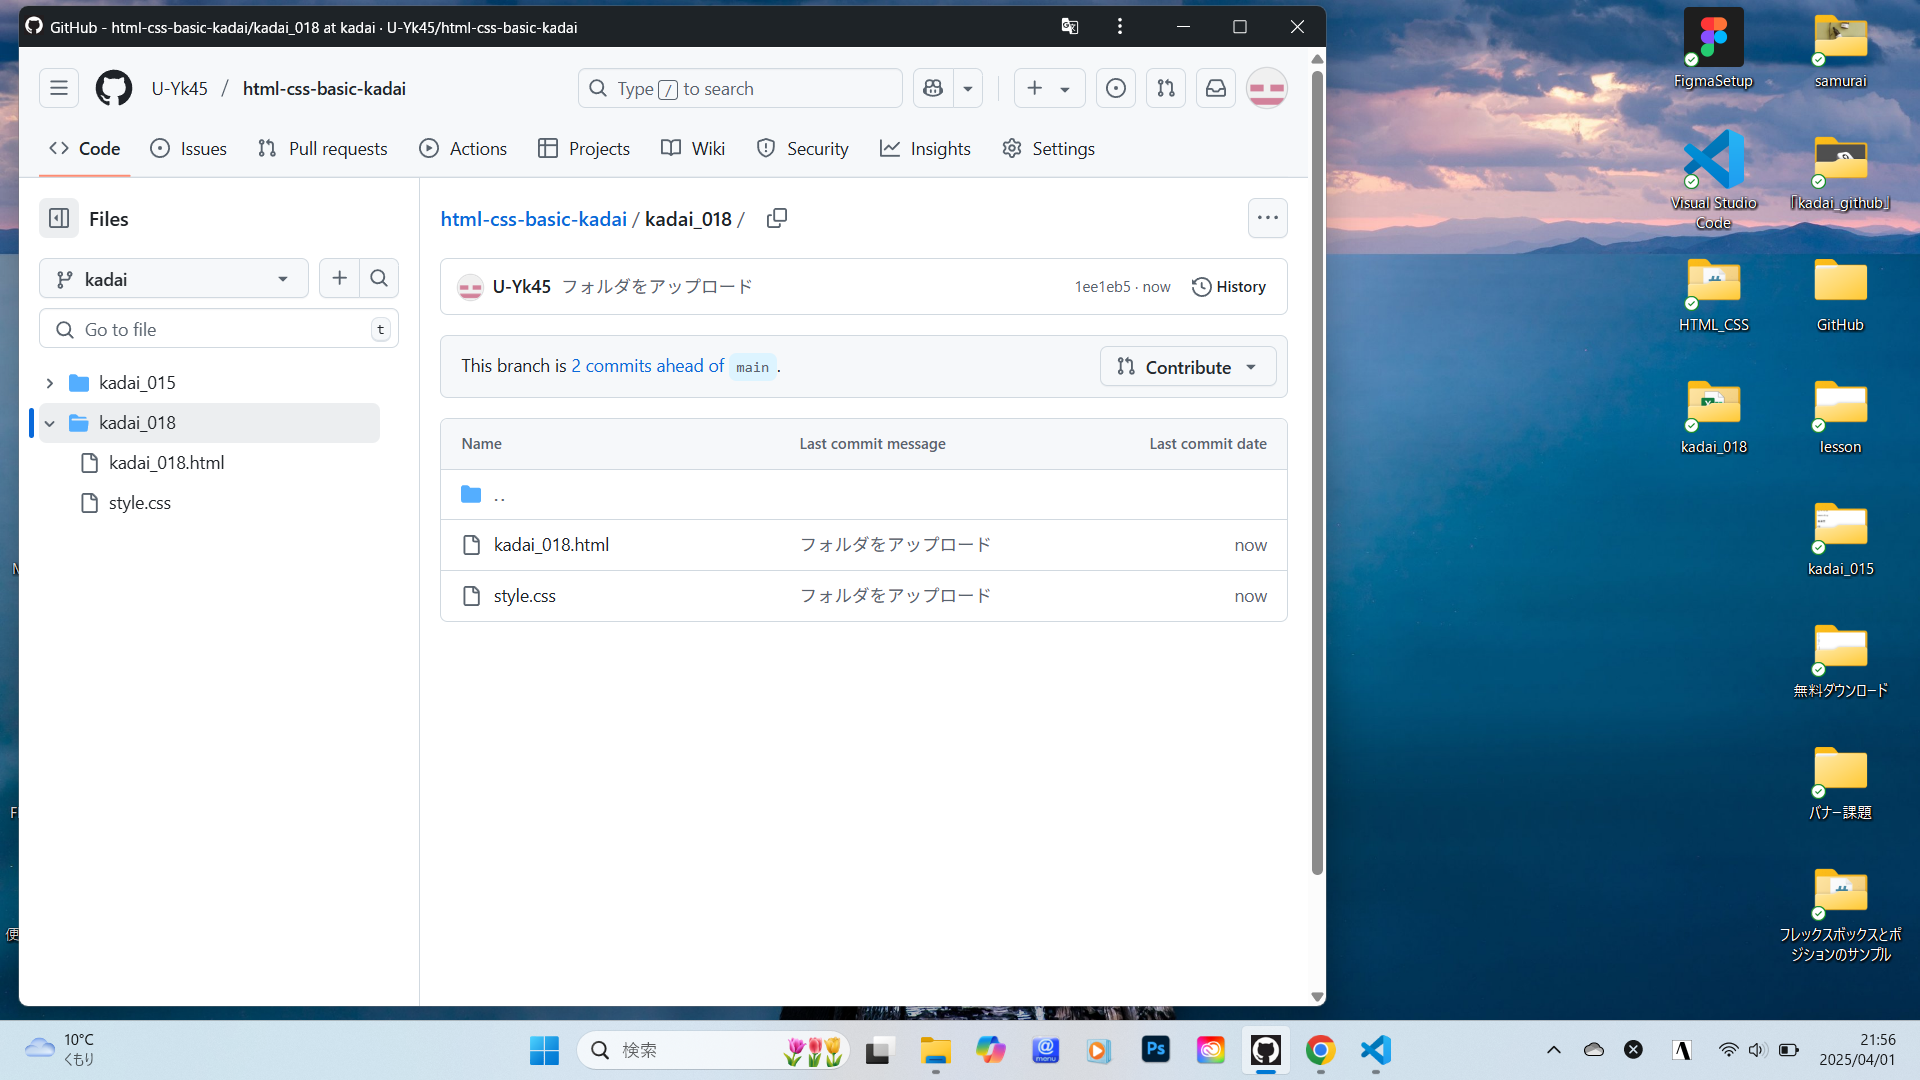 GitHub - html-css-basic-kadai/kadai_018 at kadai · U-Yk45/html-css-basic-kadai
U-Yk45 / html-css-basic-kadai
Type / to search
Code
Issues
Pull requests
Actions
Projects
Wiki
Security
Insights
Settings
Files
kadai
Go to file
t
kadai_015
kadai_018
kadai_018.html
style.css
html-css-basic-kadai / kadai_018 /
U-Yk45 フォルダをアップロード
1ee1eb5 · now
History
This branch is 2 commits ahead of main .
Contribute
Name Last commit message Last commit date
..
kadai_018.html フォルダをアップロード now
style.css フォルダをアップロード now
FigmaSetup
samurai
Visual Studio
Code
「kadai_github」
HTML_CSS
GitHub
kadai_018
lesson
kadai_015
無料ダウンロード
バナー課題
フレックスボックスとポ
ジションのサンプル
便
10°C
くもり
検索
@
menu
Ps
A
21:56
2025/04/01